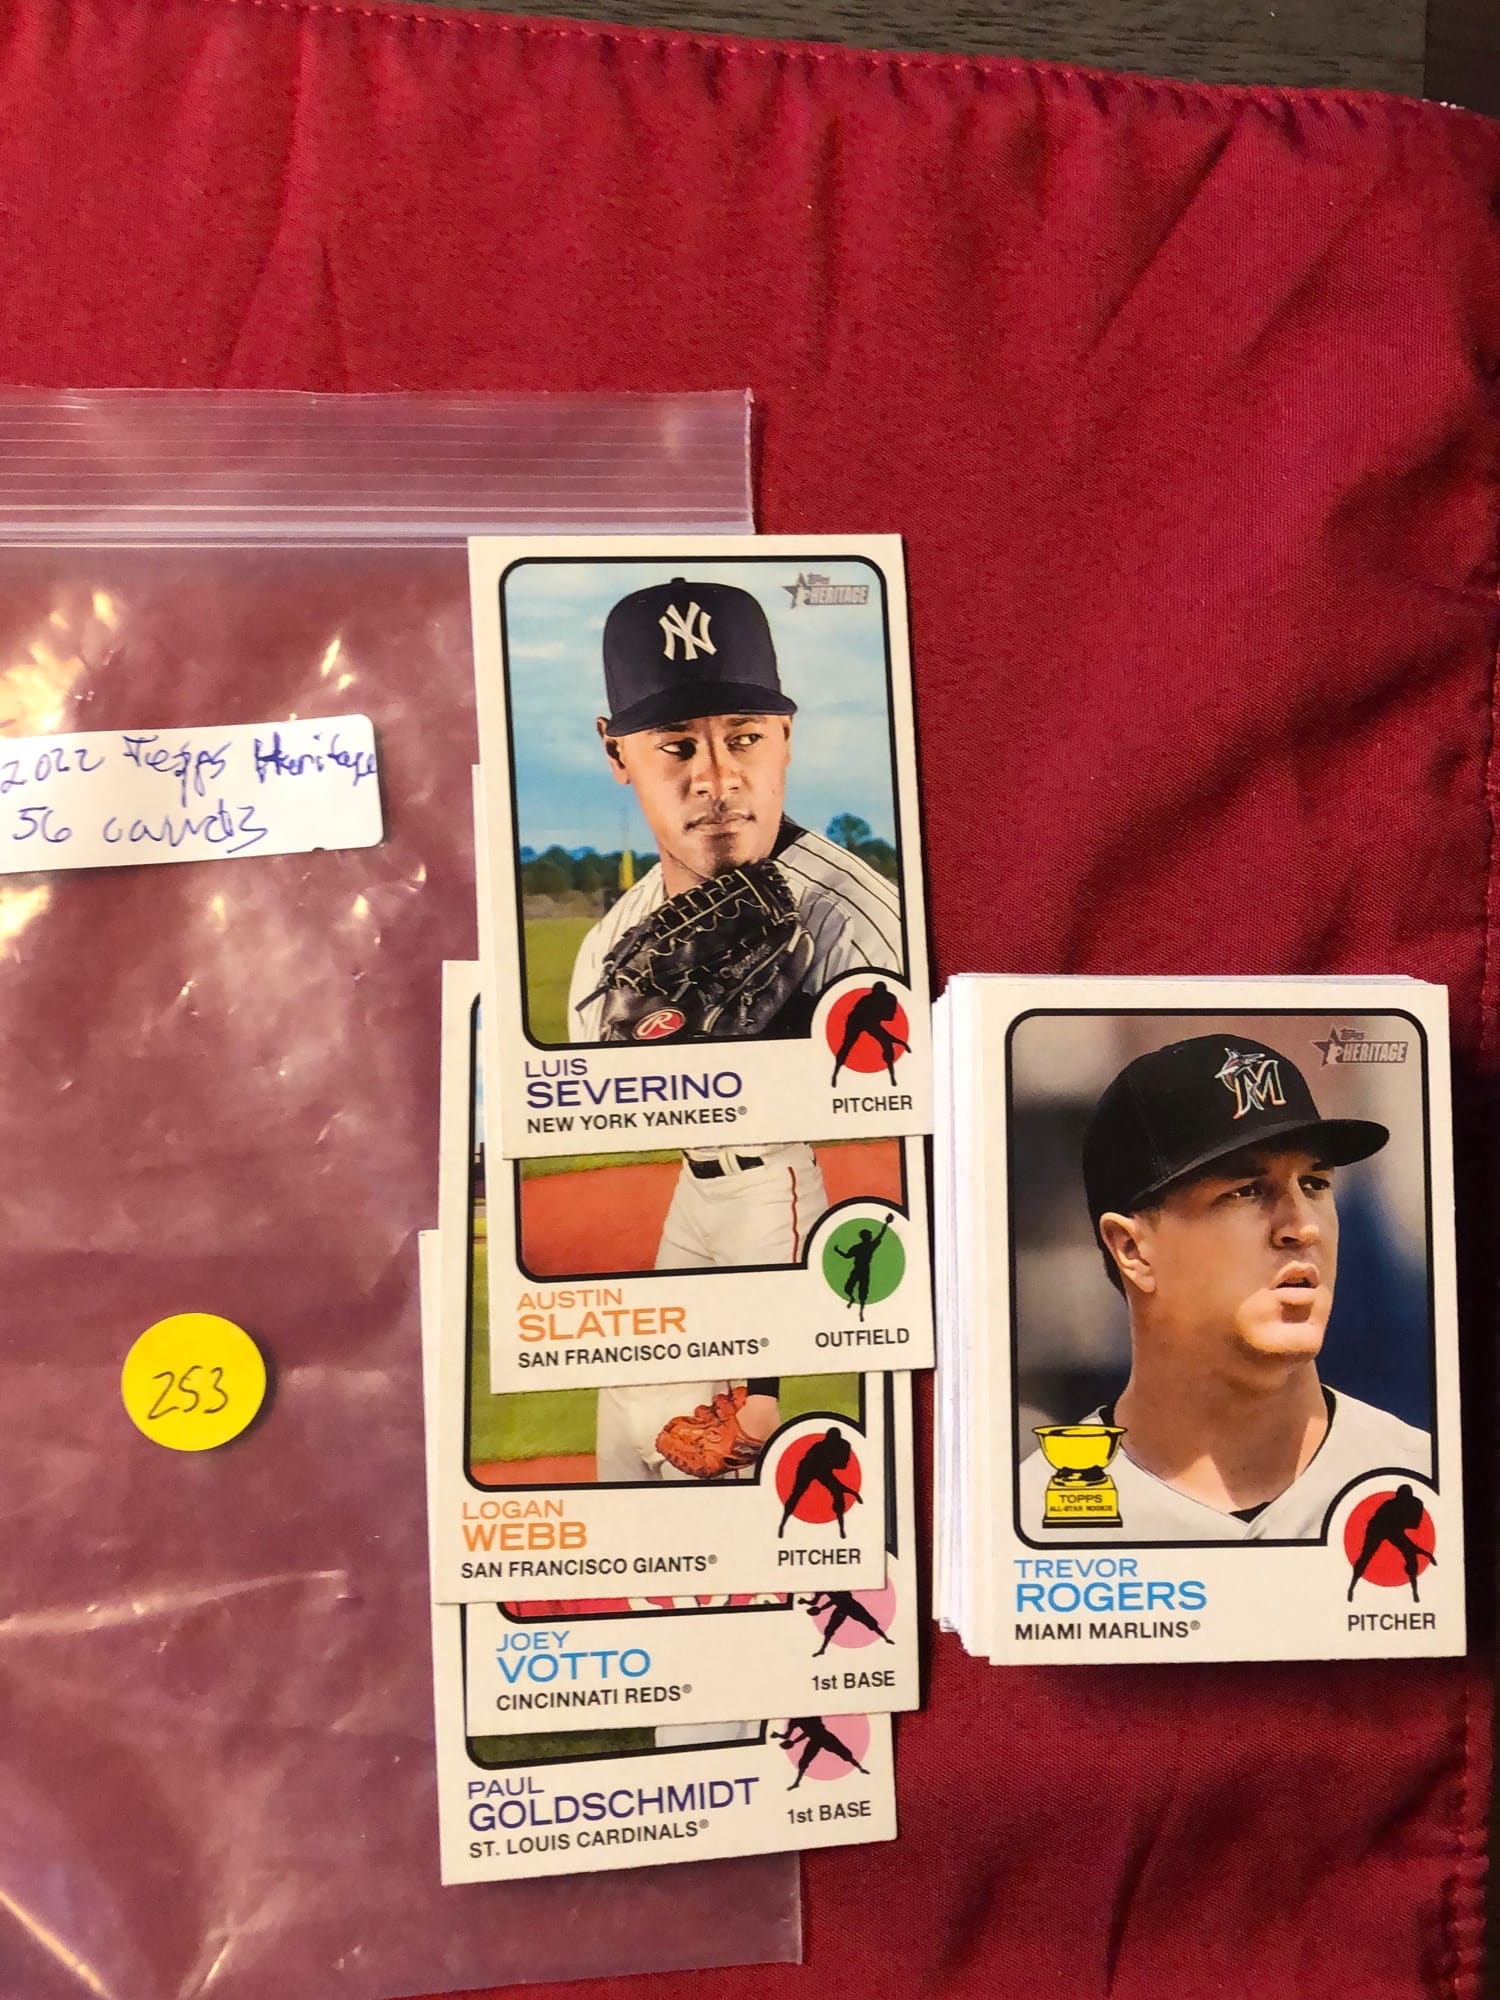 2022 Topps Heritage
56 cards
253
TOPPS HERITAGE
LUIS
SEVERINO
NEW YORK YANKEES®
PITCHER
R
Severino
AUSTIN
SLATER
SAN FRANCISCO GIANTS®
OUTFIELD
LOGAN
WEBB
SAN FRANCISCO GIANTS®
PITCHER
JOEY
VOTTO
CINCINNATI REDS®
1st BASE
PAUL
GOLDSCHMIDT
ST. LOUIS CARDINALS®
1st BASE
TOPPS HERITAGE
M
TOPPS
ALL-STAR ROOKIE
TREVOR
ROGERS
MIAMI MARLINS®
PITCHER